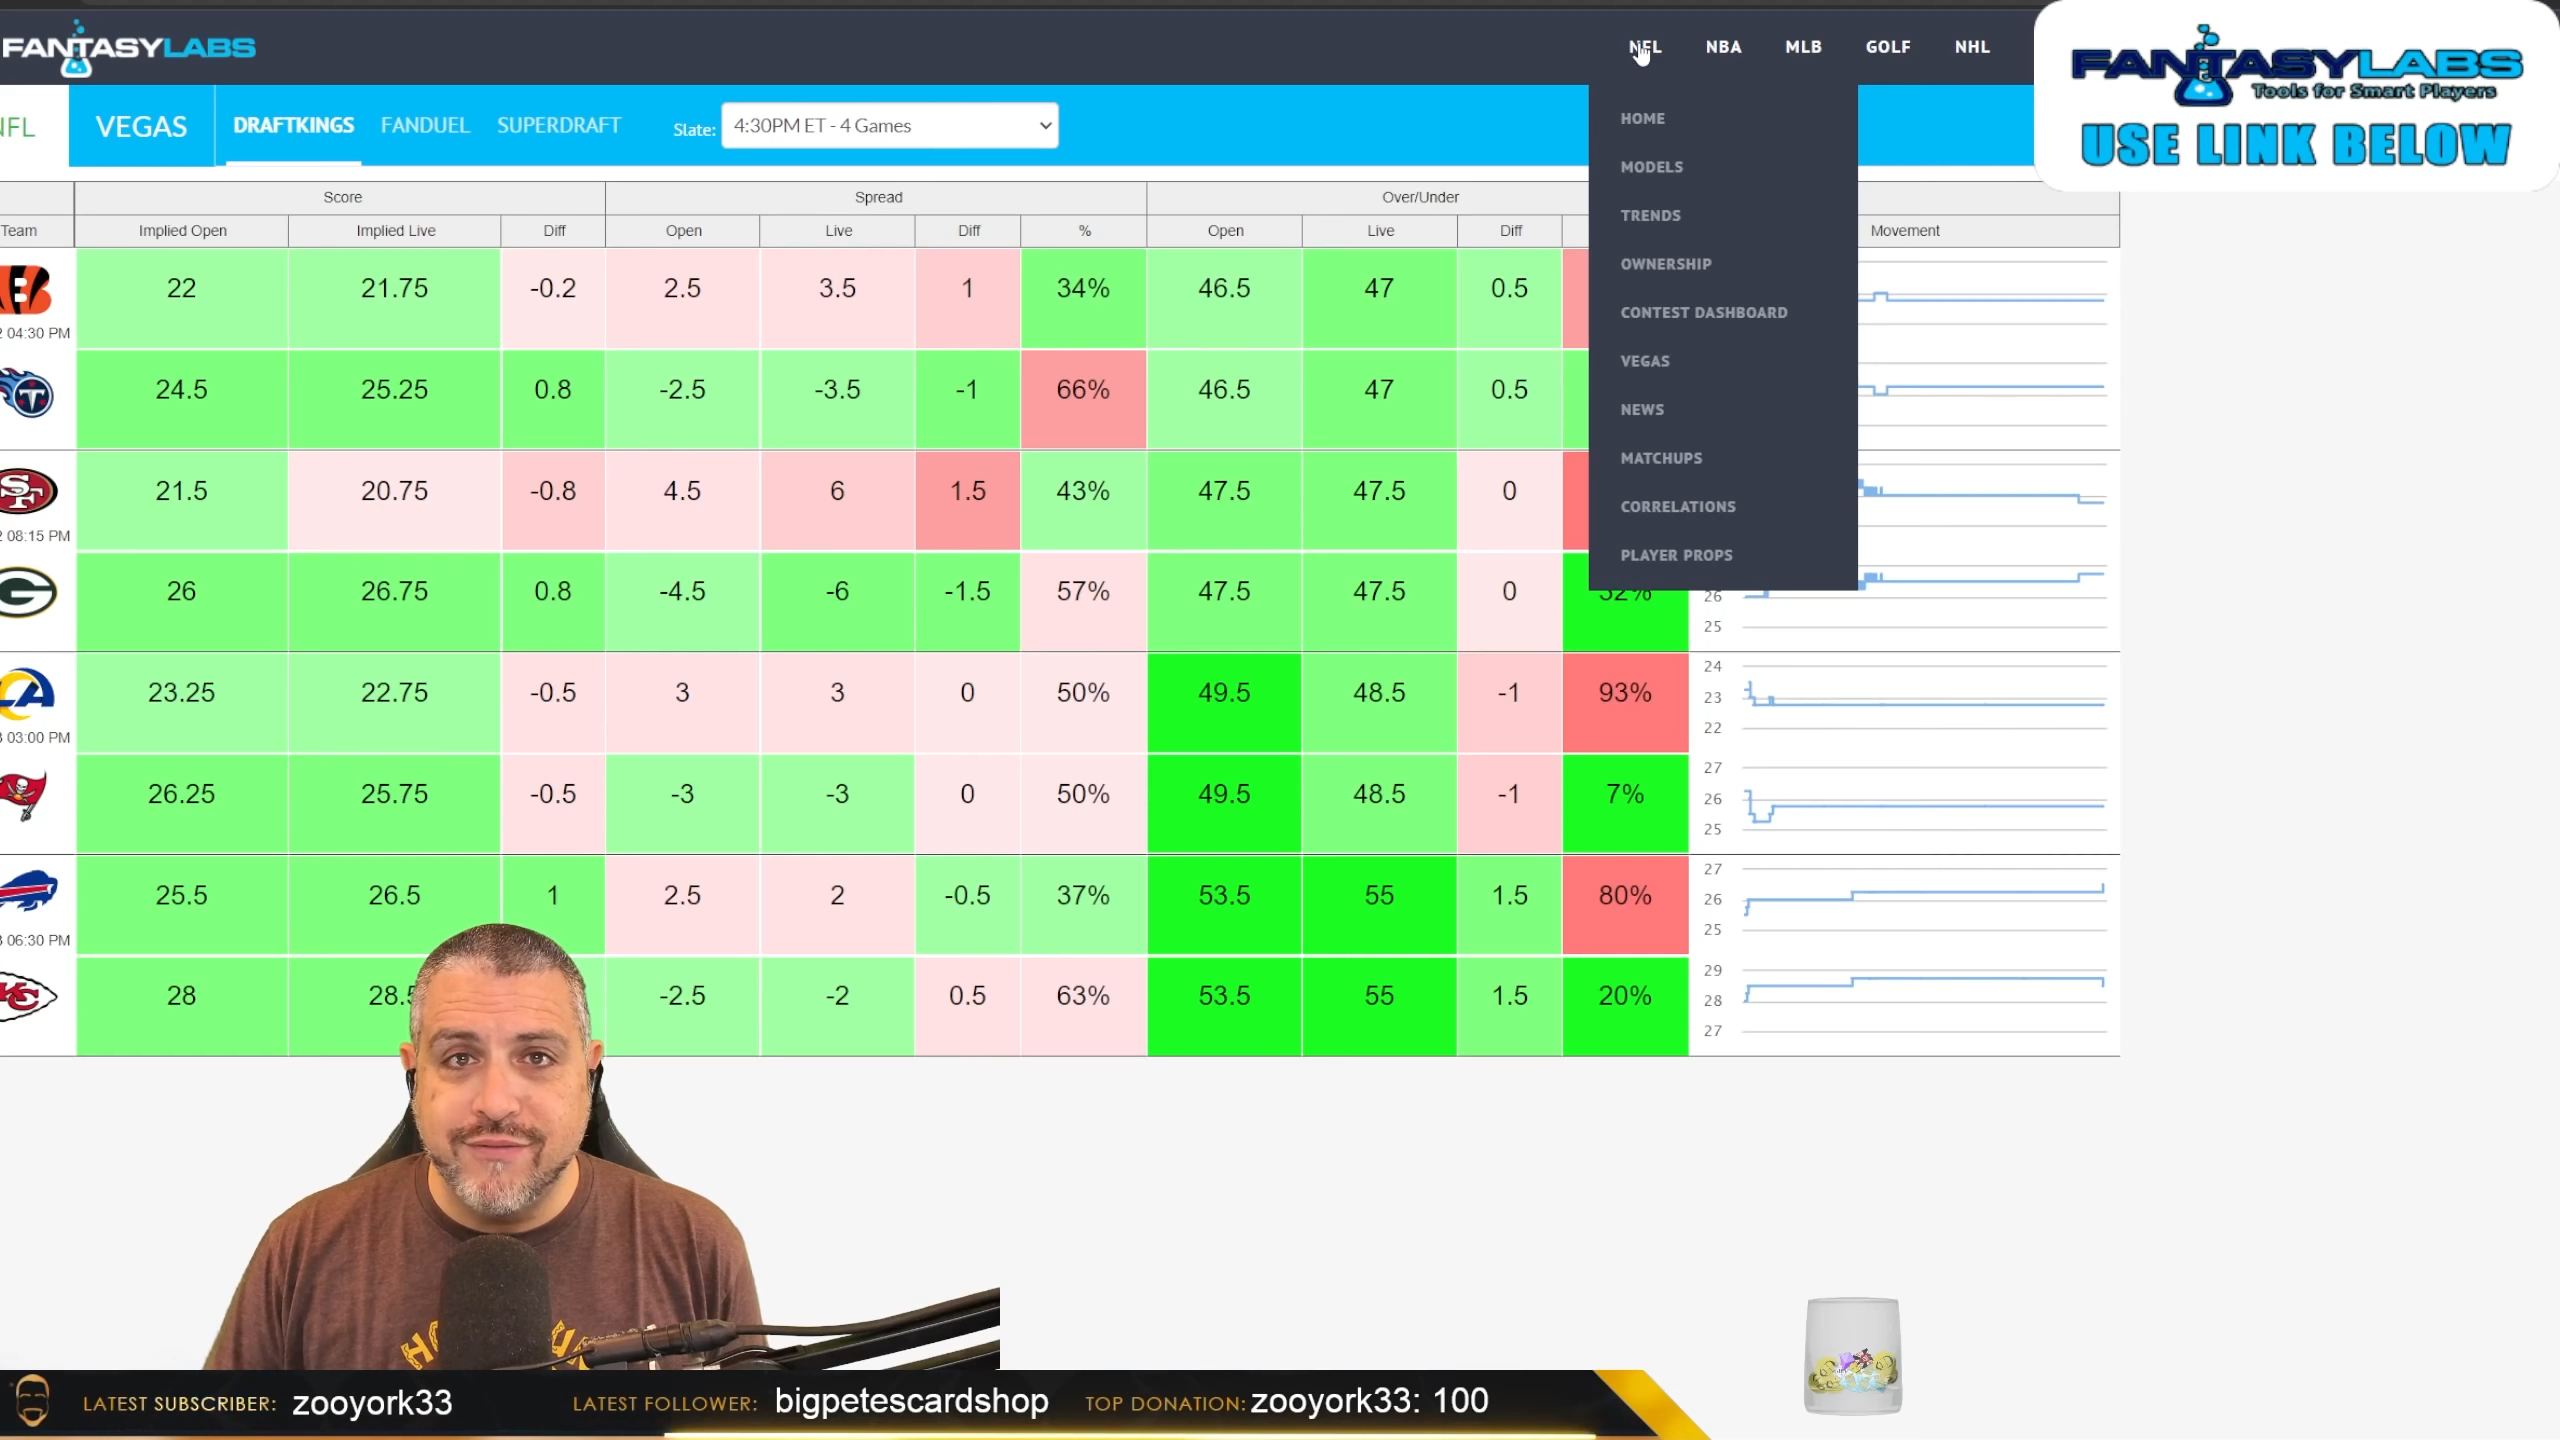 FANTASYLABS
NFL NBA MLB GOLF NHL
FANTASYLABS
Tools for Smart Players
USE LINK BELOW
NFL VEGAS DRAFTKINGS FANDUEL SUPERDRAFT Slate: 4:30PM ET - 4 Games
HOME
MODELS
TRENDS
OWNERSHIP
CONTEST DASHBOARD
VEGAS
NEWS
MATCHUPS
CORRELATIONS
PLAYER PROPS
Score Spread Over/Under
Team Implied Open Implied Live Diff Open Live Diff % Open Live Diff Movement
22 21.75 -0.2 2.5 3.5 1 34% 46.5 47 0.5
2 04:30 PM
24.5 25.25 0.8 -2.5 -3.5 -1 66% 46.5 47 0.5
21.5 20.75 -0.8 4.5 6 1.5 43% 47.5 47.5 0
2 08:15 PM
26 26.75 0.8 -4.5 -6 -1.5 57% 47.5 47.5 0 52% 26
25
23.25 22.75 -0.5 3 3 0 50% 49.5 48.5 -1 93% 24
23
3 03:00 PM 22
26.25 25.75 -0.5 -3 -3 0 50% 49.5 48.5 -1 7% 27
26
25
25.5 26.5 1 2.5 2 -0.5 37% 53.5 55 1.5 80% 27
26
3 06:30 PM 25
28 28.5 -2.5 -2 0.5 63% 53.5 55 1.5 20% 29
28
27
LATEST SUBSCRIBER: zooyork33 LATEST FOLLOWER: bigpetescardshop TOP DONATION: zooyork33: 100